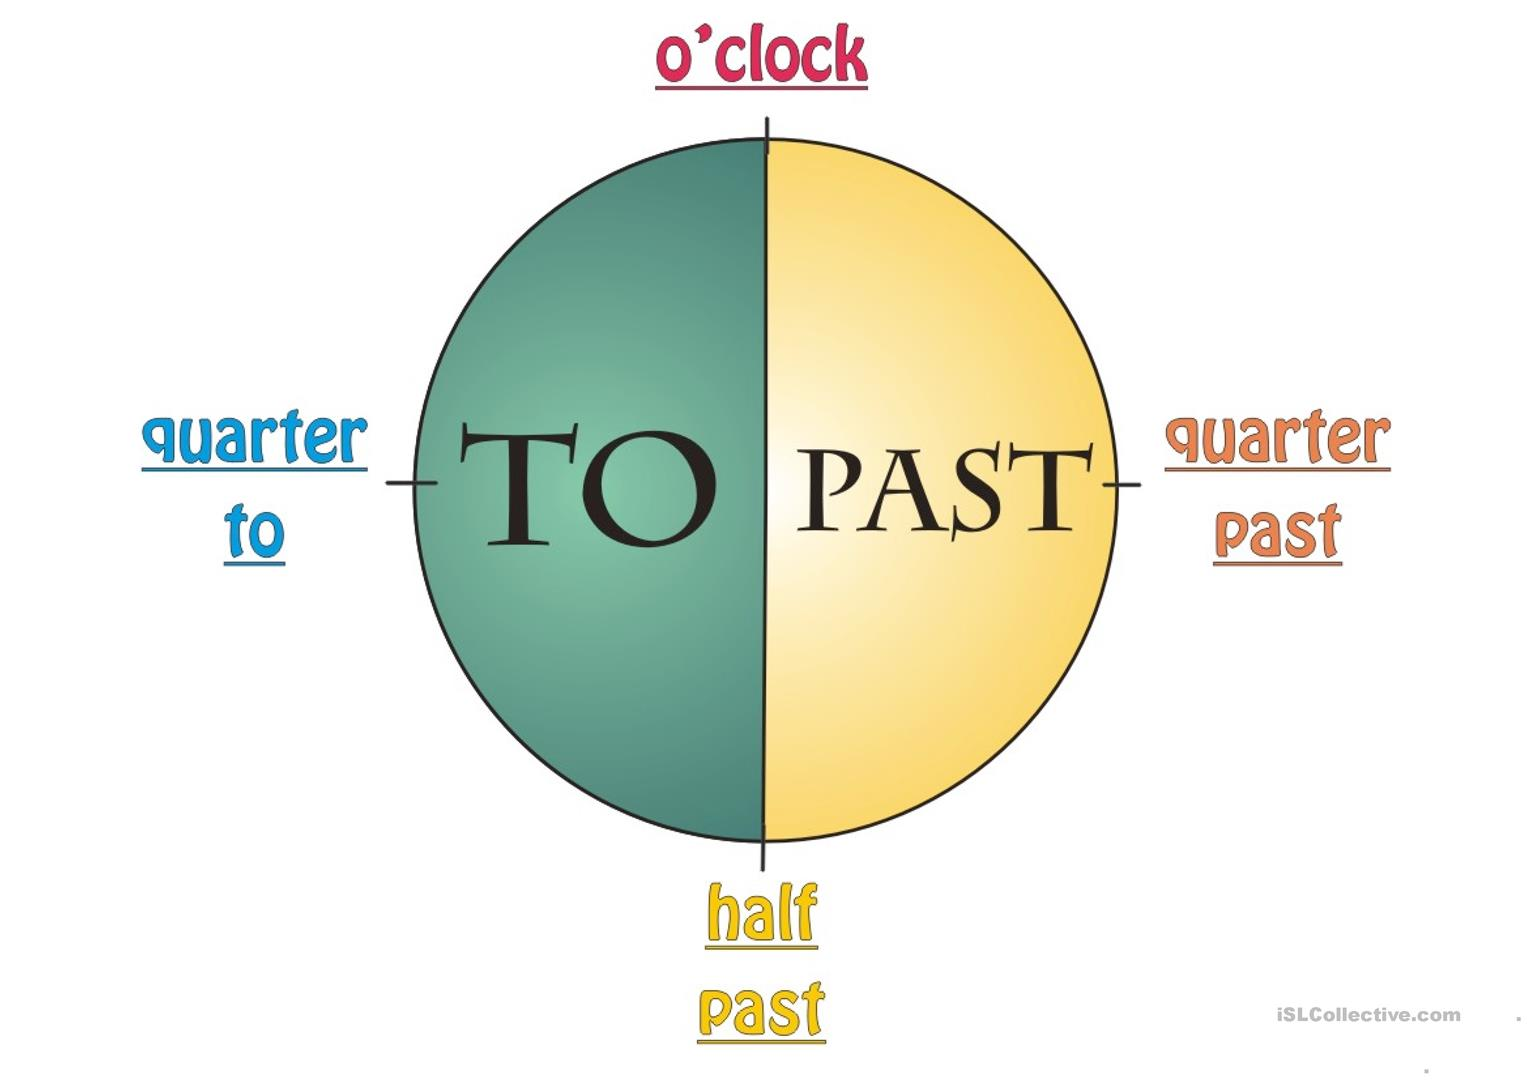 o'clock
quarter
to
TO
PAST
quarter
past
half
past
iSLCollective.com